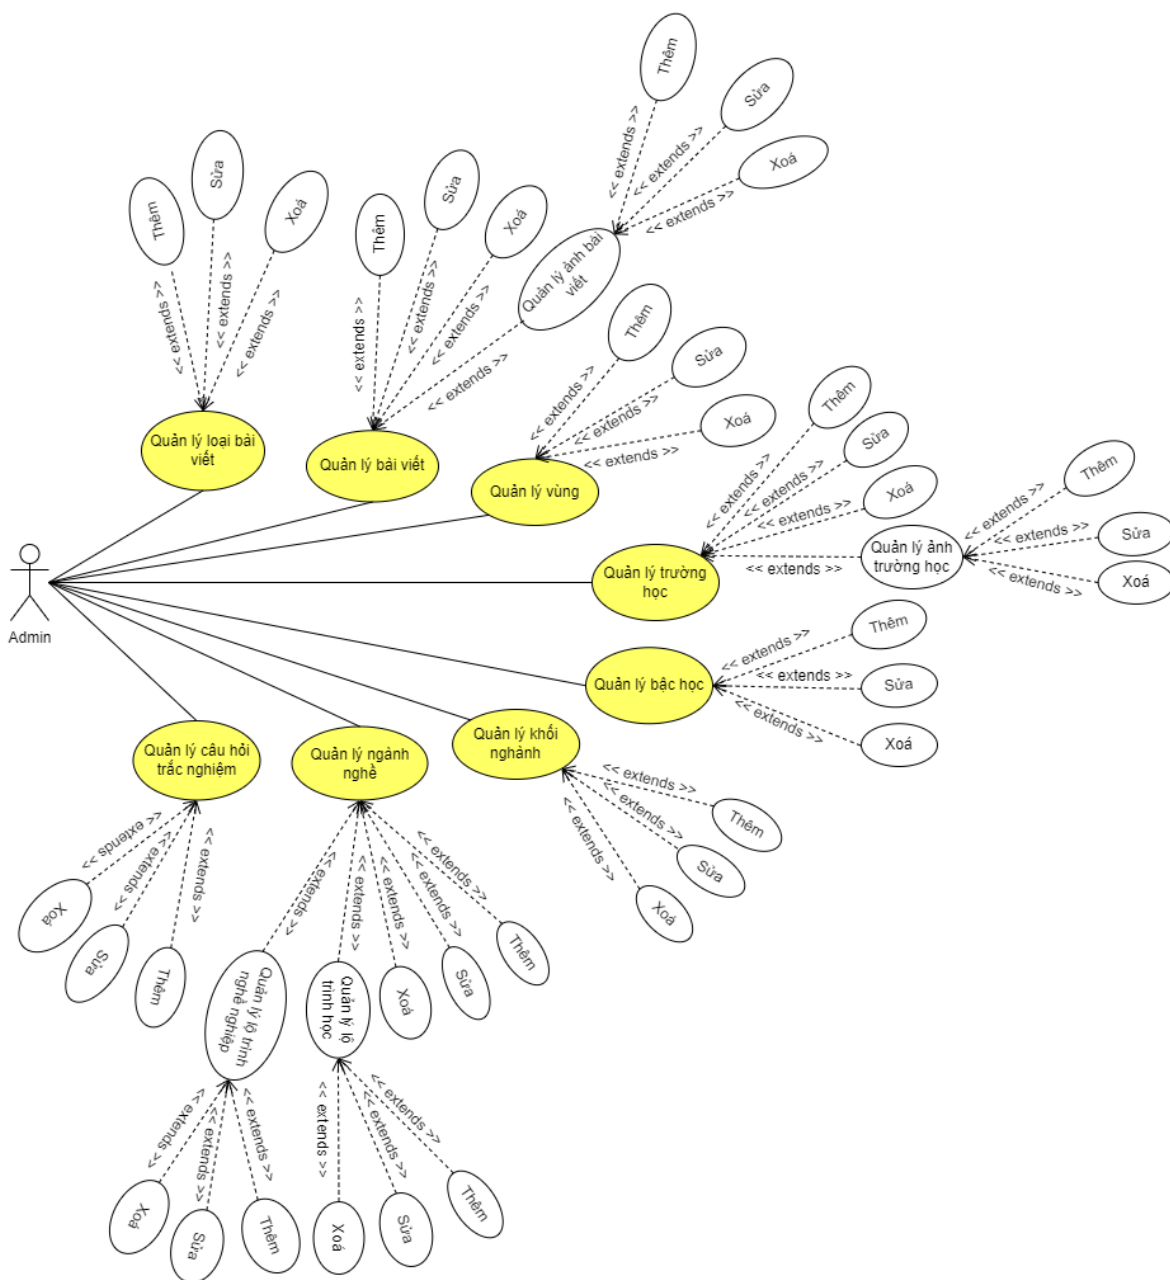 Thêm
<< extends >>
Sửa
<< extends >>
Xoá
<< extends >>
Quản lý ảnh bài
viết
<< extends >>
Thêm
<< extends >>
Sửa
<< extends >>
Xoá
<< extends >>
Quản lý loại bài
viết
Thêm
<< extends >>
Sửa
<< extends >>
Xoá
<< extends >>
Quản lý bài viết
Thêm
<< extends >>
Sửa
<< extends >>
Xoá
<< extends >>
Quản lý vùng
Thêm
<< extends >>
Sửa
<< extends >>
Xoá
<< extends >>
Quản lý trường
học
<< extends >>
Quản lý ảnh
trường học
Thêm
<< extends >>
Sửa
<< extends >>
Xoá
<< extends >>
Admin
Quản lý bậc học
Thêm
<< extends >>
Sửa
<< extends >>
Xoá
<< extends >>
Quản lý khối
nghành
<< extends >>
Thêm
<< extends >>
Sửa
<< extends >>
Xoá
Quản lý câu hỏi
trắc nghiệm
<< extends >>
Xoá
<< extends >>
Sửa
<< extends >>
Thêm
Quản lý ngành
nghề
<< extends >>
Quản lý lộ trình
nghề nghiệp
<< extends >>
Quản lý lộ
trình học
<< extends >>
Xoá
<< extends >>
Sửa
<< extends >>
Thêm
<< extends >>
Xoá
<< extends >>
Sửa
<< extends >>
Thêm
<< extends >>
Xoá
<< extends >>
Sửa
<< extends >>
Thêm